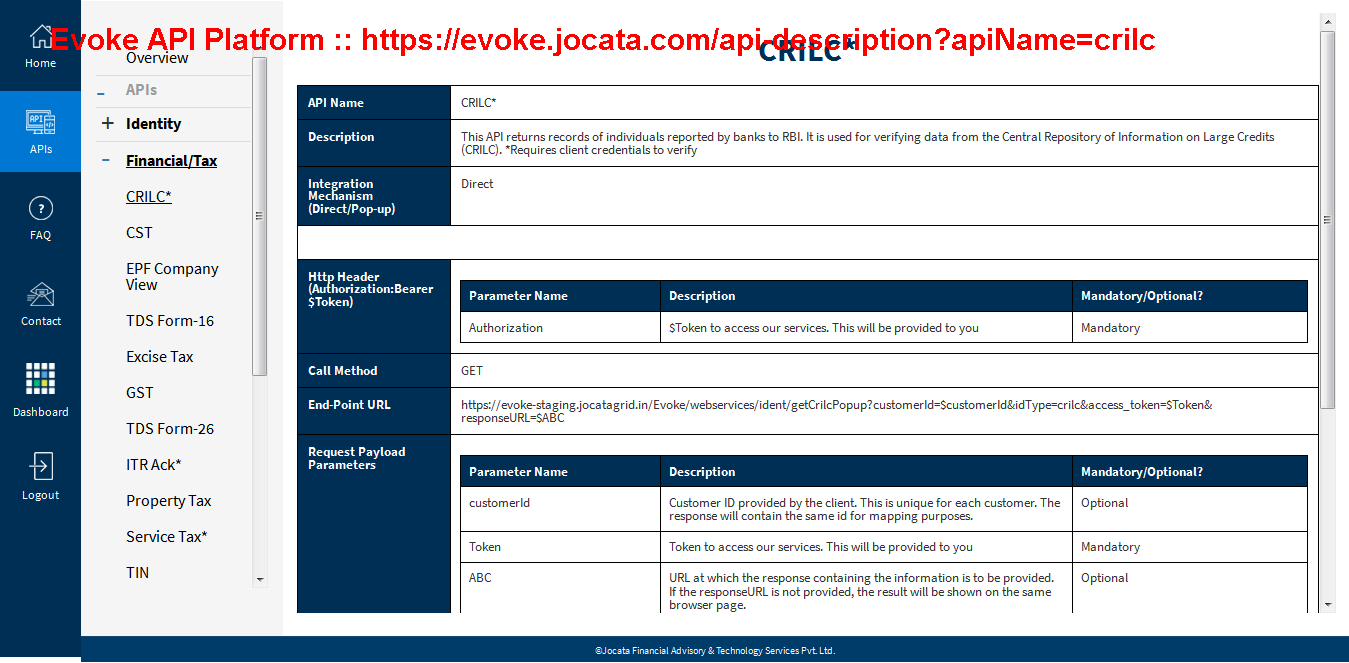 Evoke API Platform :: https://evoke.jocata.com/api-description?apiName=crilc
Home
APIs
FAQ
Contact
Dashboard
Logout
Overview
APIs
Identity
Financial/Tax
CRILC*
CST
EPF Company
View
TDS Form-16
Excise Tax
GST
TDS Form-26
ITR Ack*
Property Tax
Service Tax*
TIN
CRILC*
API Name CRILC*
Description This API returns records of individuals reported by banks to RBI. It is used for verifying data from the Central Repository of Information on Large Credits
(CRILC). *Requires client credentials to verify
Integration Direct
Mechanism
(Direct/Pop-up)
Http Header
(Authorization:Bearer
$Token)
Parameter Name Description Mandatory/Optional?
Authorization $Token to access our services. This will be provided to you Mandatory
Call Method GET
End-Point URL https://evoke-staging.jocatagrid.in/Evoke/webservices/ident/getCrilcPopup?customerId=$customerId&idType=crilc&access_token=$Token&
responseURL=$ABC
Request Payload
Parameters
Parameter Name Description Mandatory/Optional?
customerId Customer ID provided by the client. This is unique for each customer. The Optional
response will contain the same id for mapping purposes.
Token Token to access our services. This will be provided to you Mandatory
ABC URL at which the response containing the information is to be provided. Optional
If the responseURL is not provided, the result will be shown on the same
browser page.
©Jocata Financial Advisory & Technology Services Pvt. Ltd.